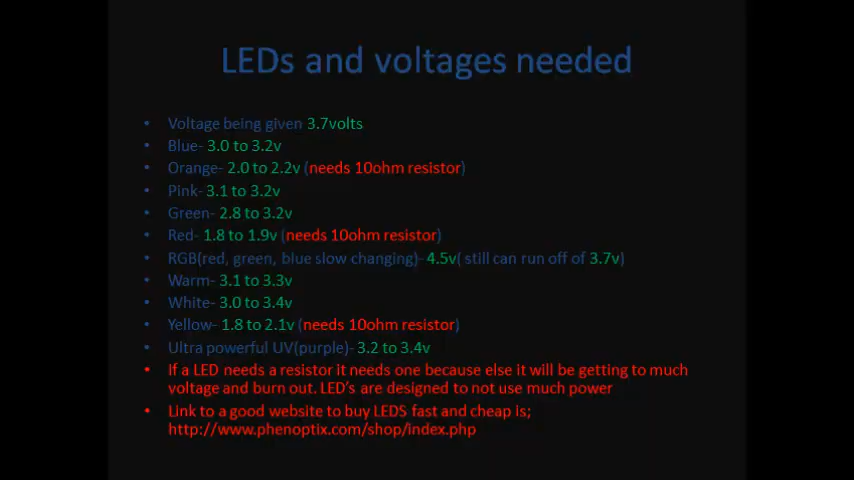 LEDs and voltages needed
• Voltage being given 3.7volts
• Blue- 3.0 to 3.2v
• Orange- 2.0 to 2.2v (needs 10ohm resistor)
• Pink- 3.1 to 3.2v
• Green- 2.8 to 3.2v
• Red- 1.8 to 1.9v (needs 10ohm resistor)
• RGB(red, green, blue slow changing)- 4.5v( still can run off of 3.7v)
• Warm- 3.1 to 3.3v
• White- 3.0 to 3.4v
• Yellow- 1.8 to 2.1v (needs 10ohm resistor)
• Ultra powerful UV(purple)- 3.2 to 3.4v
• If a LED needs a resistor it needs one because else it will be getting to much
voltage and burn out. LED's are designed to not use much power
• Link to a good website to buy LEDS fast and cheap is;
http://www.phenoptix.com/shop/index.php